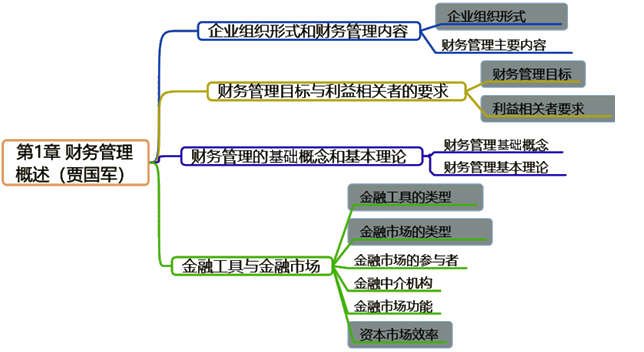 第1章 财务管理
概述（贾国军）
企业组织形式和财务管理内容
企业组织形式
财务管理主要内容
财务管理目标与利益相关者的要求
财务管理目标
利益相关者要求
财务管理的基础概念和基本理论
财务管理基础概念
财务管理基本理论
金融工具与金融市场
金融工具的类型
金融市场的类型
金融市场的参与者
金融中介机构
金融市场功能
资本市场效率